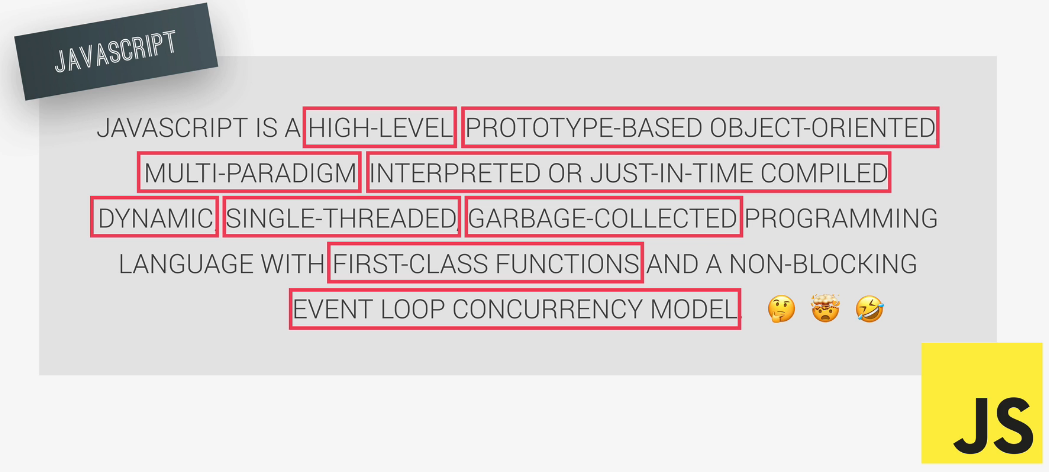 JAVASCRIPT
JAVASCRIPT IS A HIGH-LEVEL PROTOTYPE-BASED OBJECT-ORIENTED
MULTI-PARADIGM INTERPRETED OR JUST-IN-TIME COMPILED
DYNAMIC, SINGLE-THREADED, GARBAGE-COLLECTED PROGRAMMING
LANGUAGE WITH FIRST-CLASS FUNCTIONS AND A NON-BLOCKING
EVENT LOOP CONCURRENCY MODEL. 🤔 🤯 🤣
JS